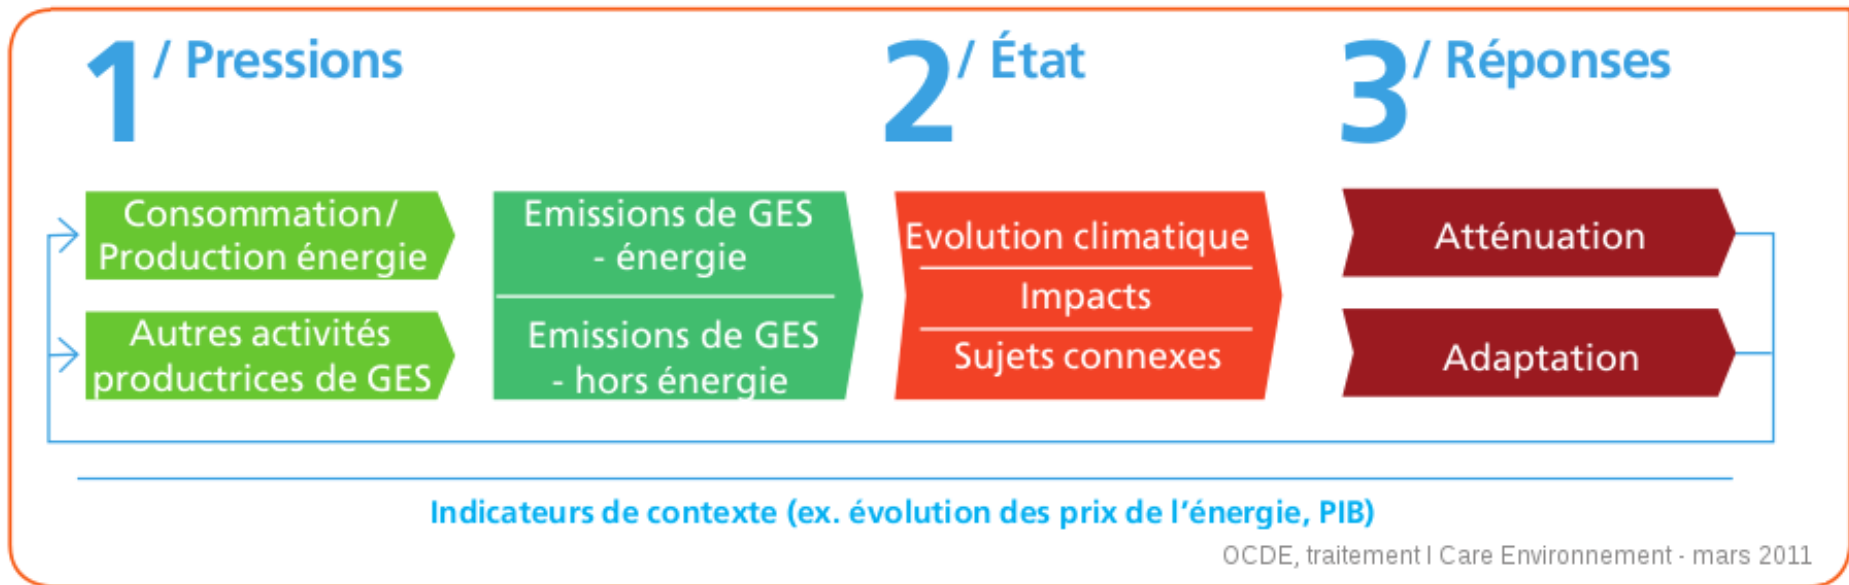 1/ Pressions
2/ État
3/ Réponses
Consommation/
Production énergie
Autres activités
productrices de GES
Emissions de GES
- énergie
Emissions de GES
- hors énergie
Evolution climatique
Impacts
Sujets connexes
Atténuation
Adaptation
Indicateurs de contexte (ex. évolution des prix de l'énergie, PIB)
OCDE, traitement I Care Environnement - mars 2011